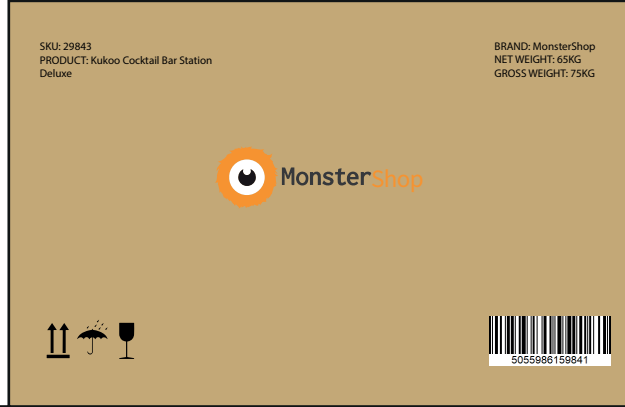 SKU: 29843
PRODUCT: Kukoo Cocktail Bar Station
Deluxe
BRAND: MonsterShop
NET WEIGHT: 65KG
GROSS WEIGHT: 75KG
MonsterShop
5055986159841